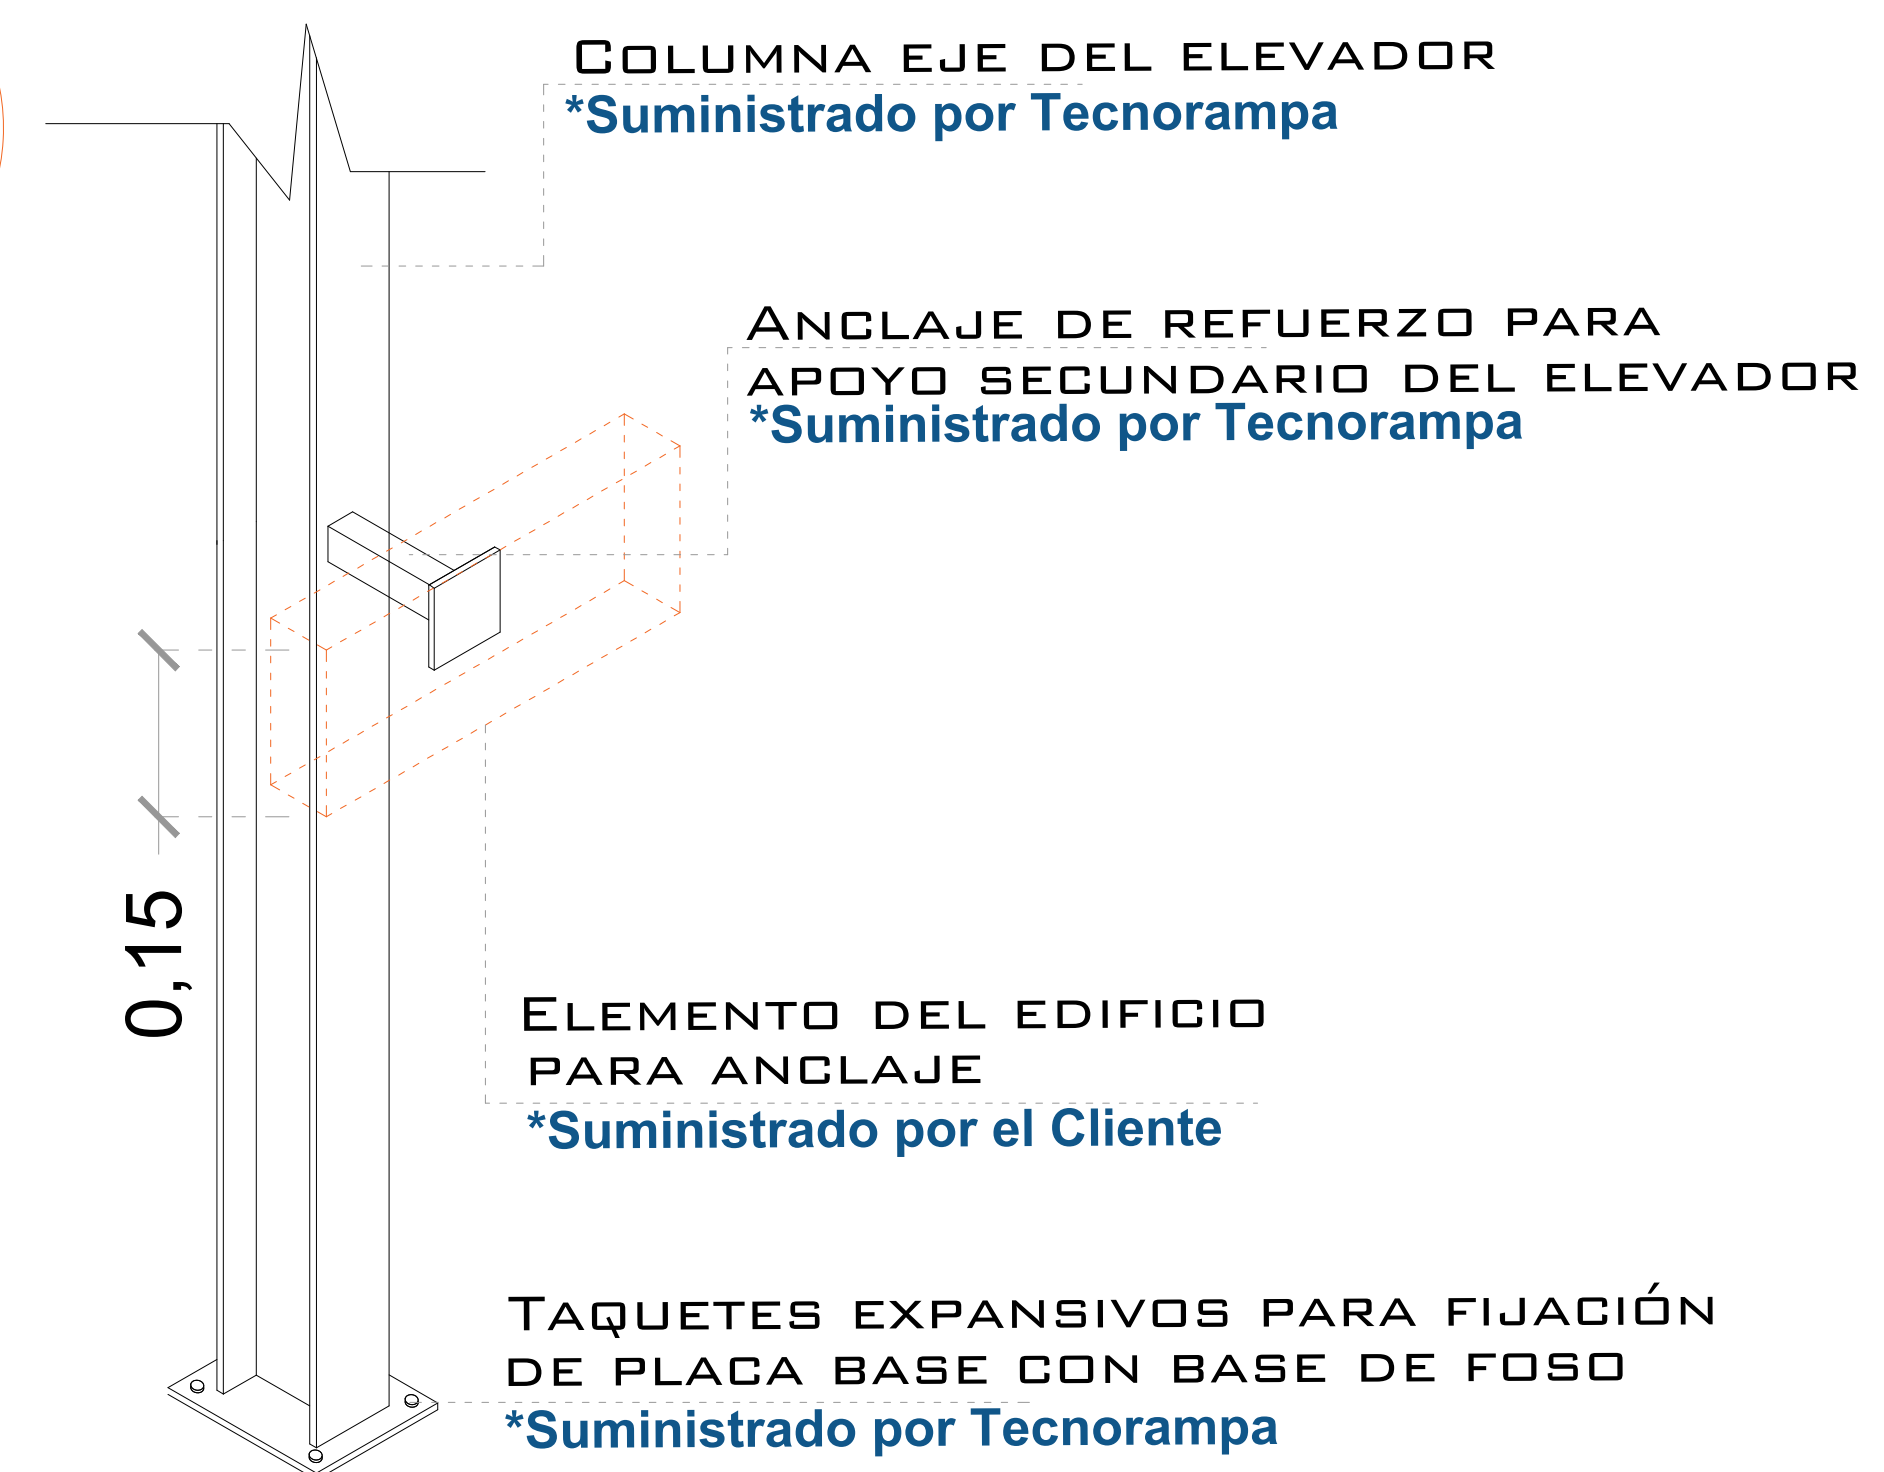 COLUMNA EJE DEL ELEVADOR
*Suministrado por Tecnorampa
ANCLAJE DE REFUERZO PARA
APOYO SECUNDARIO DEL ELEVADOR
*Suministrado por Tecnorampa
0,15
ELEMENTO DEL EDIFICIO
PARA ANCLAJE
*Suministrado por el Cliente
TAQUETES EXPANSIVOS PARA FIJACIÓN
DE PLACA BASE CON BASE DE FOSO
*Suministrado por Tecnorampa